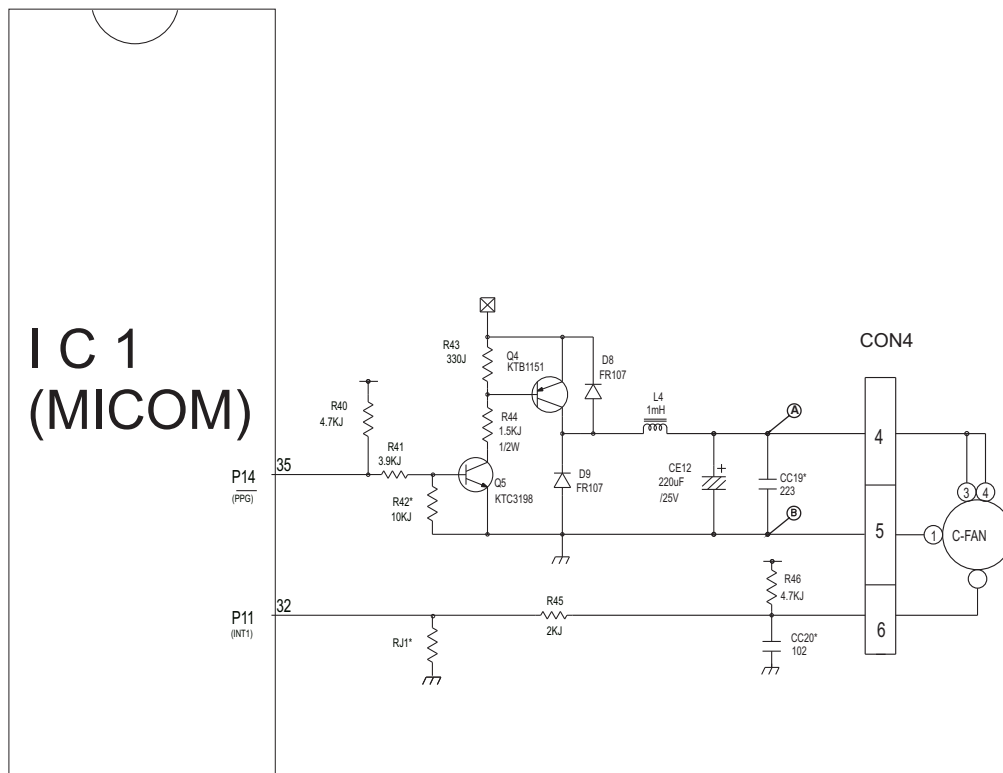 I C 1
(MICOM)
P14
(PPG)
35
R40
4.7KJ
R41
3.9KJ
R42*
10KJ
R43
330J
R44
1.5KJ
1/2W
Q4
KTB1151
Q5
KTC3198
D8
FR107
D9
FR107
L4
1mH
CE12
220uF
/25V
+
CC19*
223
A
B
CON4
4
5
6
3
4
1
C-FAN
P11
(INT1)
32
RJ1*
R45
2KJ
R46
4.7KJ
CC20*
102